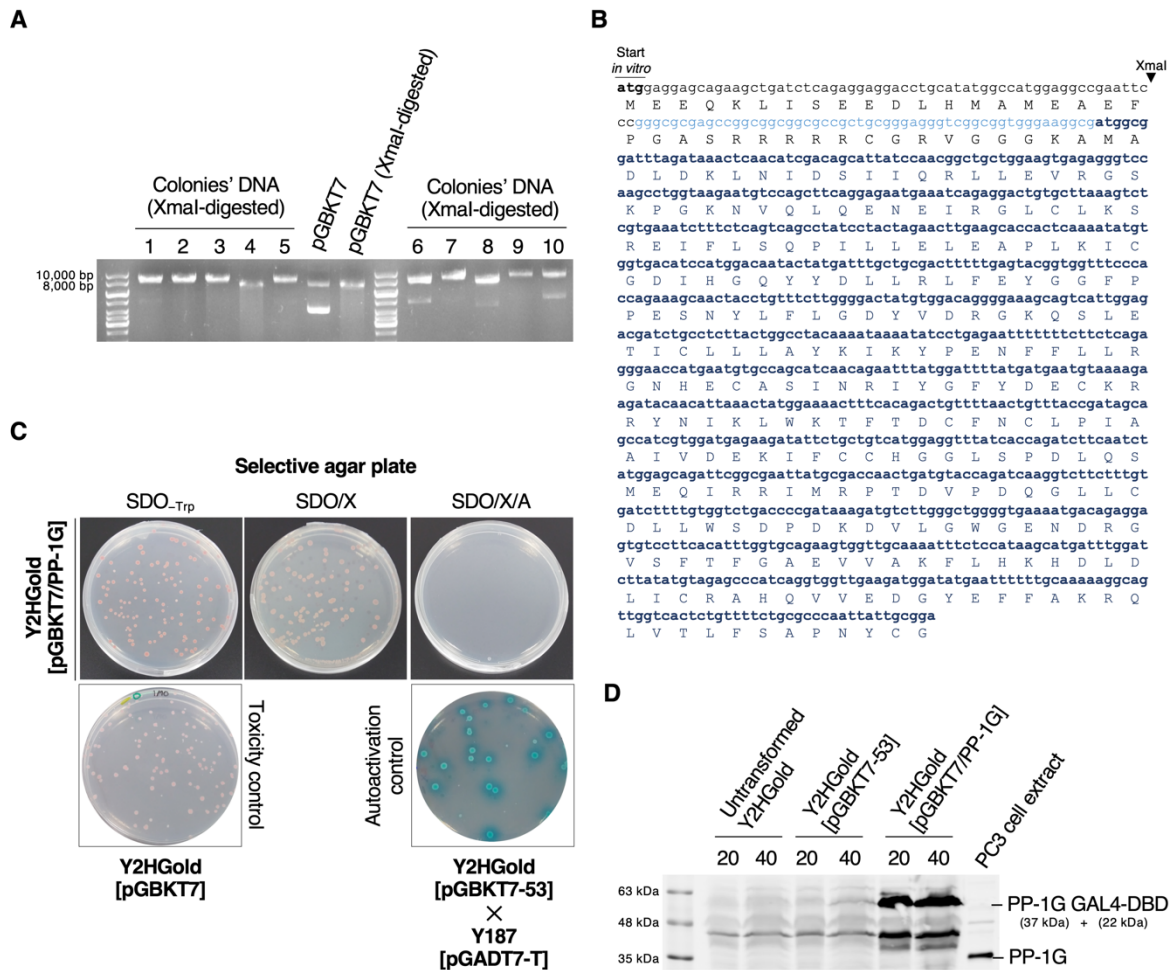 A
Colonies' DNA
(XmaI-digested)
pGBKT7
pGBKT7 (XmaI-digested)
Colonies' DNA
(XmaI-digested)
1 2 3 4 5 6 7 8 9 10
10,000 bp
8,000 bp
B
Start
in vitro
XmaI
atggaggagcagaagctgatctcagaggaggacctgcatatggccatggaggccgaattc
M E E Q K L I S E E D L H M A M E A E F
ccgggcgcgagccggcggcggcgccgctgcgggagggtcggcggtgggaaggcgatggcg
P G A S R R R R R C G R V G G G K A M A
gatttagataaactcaacatcgacagcattatccaacggctgctggaagtgagagggtcc
D L D K L N I D S I I Q R L L E V R G S
aagcctggtaagaatgtccagcttcaggagaatgaaatcagaggactgtgcttaaagtct
K P G K N V Q L Q E N E I R G L C L K S
cgtgaaatctttctcagtcagcctatcctactagaacttgaagcaccactcaaaatatgt
R E I F L S Q P I L L E L E A P L K I C
ggtgacatccatggacaatactatgatttgctgcgactttttgagtacggtggtttccca
G D I H G Q Y Y D L L R L F E Y G G F P
ccagaaagcaactacctgtttcttggggactatgtggacaggggaaagcagtcattggag
P E S N Y L F L G D Y V D R G K Q S L E
acgatctgcctcttactggcctacaaaataaaatatcctgagaatttttttcttctcaga
T I C L L L A Y K I K Y P E N F F L L R
gggaaccatgaatgtgccagcatcaacagaatttatggattttatgatgaatgtaaaaga
G N H E C A S I N R I Y G F Y D E C K R
agatacaacattaaactatggaaaactttcacagactgttttaactgtttaccgatagca
R Y N I K L W K T F T D C F N C L P I A
gccatcgtggatgagaagatattctgctgtcatggaggtttatcaccagatcttcaatct
A I V D E K I F C C H G G L S P D L Q S
atggagcagattcggcgaattatgcgaccaactgatgtaccagatcaaggtcttctttgt
M E Q I R R I M R P T D V P D Q G L L C
gatcttttgtggtctgaccccgataaagatgtcttgggctggggtgaaaatgacagagga
D L L W S D P D K D V L G W G E N D R G
gtgtccttcacatttggtgcagaagtggttgcaaaatttctccataagcatgatttggat
V S F T F G A E V V A K F L H K H D L D
cttatatgtagagcccatcaggtggttgaagatggatatgaattttttgcaaaaaggcag
L I C R A H Q V V E D G Y E F F A K R Q
ttggtcactctgttttctgcgcccaattattgcgga
L V T L F S A P N Y C G
C
Selective agar plate
SDO–Trp
SDO/X
SDO/X/A
Y2HGold
[pGBKT7/PP-1G]
Toxicity control
Autoactivation
control
Y2HGold
[pGBKT7]
Y2HGold
[pGBKT7-53]
×
Y187
[pGADT7-T]
D
Untransformed
Y2HGold
Y2HGold
[pGBKT7-53]
Y2HGold
[pGBKT7/PP-1G]
PC3 cell extract
20 40 20 40 20 40
63 kDa
48 kDa
35 kDa
PP-1G GAL4-DBD
(37 kDa) + (22 kDa)
PP-1G